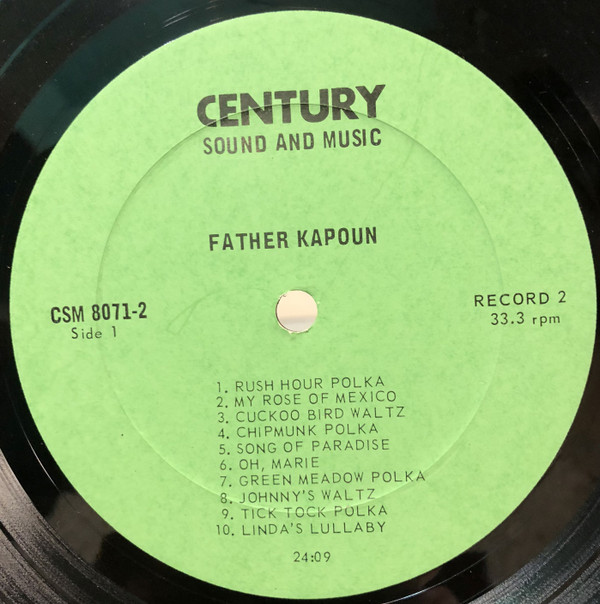 CENTURY
SOUND AND MUSIC
FATHER KAPOUN
CSM 8071-2
Side 1
RECORD 2
33.3 rpm
1. RUSH HOUR POLKA
2. MY ROSE OF MEXICO
3. CUCKOO BIRD WALTZ
4. CHIPMUNK POLKA
5. SONG OF PARADISE
6. OH, MARIE
7. GREEN MEADOW POLKA
8. JOHNNY'S WALTZ
9. TICK TOCK POLKA
10. LINDA'S LULLABY
24:09